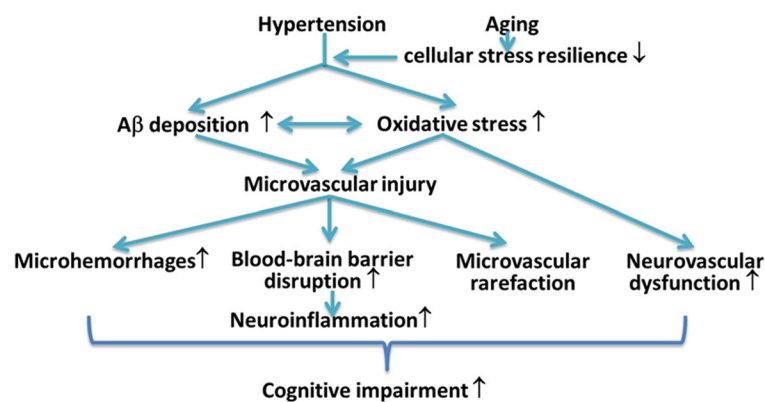 Hypertension
Aging
cellular stress resilience ↓
Aβ deposition ↑
Oxidative stress ↑
Microvascular injury
Microhemorrhages ↑
Blood-brain barrier
disruption ↑
Microvascular
rarefaction
Neurovascular
dysfunction ↑
Neuroinflammation ↑
Cognitive impairment ↑